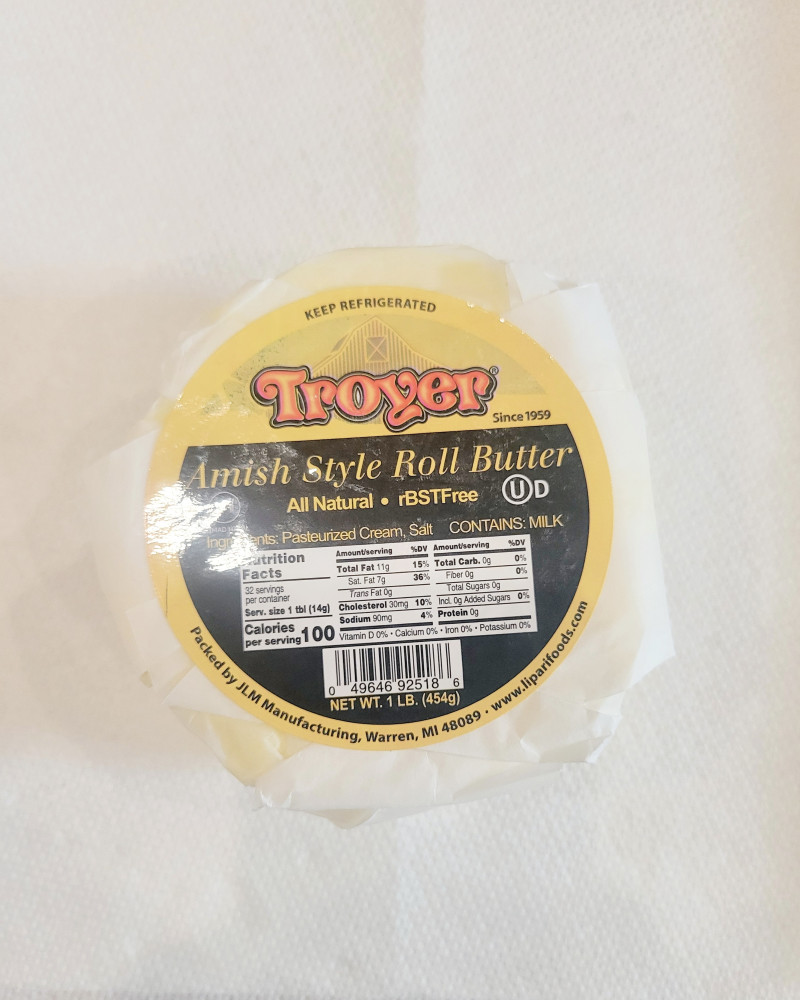 KEEP REFRIGERATED
Troyer®
Since 1959
Amish Style Roll Butter
All Natural • rBSTFree
UD
Pasteurized Cream, Salt CONTAINS: MILK
Nutrition
Facts
32 servings
per container
Serv. size 1 tbl (14g)
Calories
per serving 100
Amount/serving %DV
Total Fat 11g 15%
Sat. Fat 7g 36%
Trans Fat 0g
Cholesterol 30mg 10%
Sodium 90mg 4%
Amount/serving %DV
Total Carb. 0g 0%
Fiber 0g 0%
Total Sugars 0g
Incl. 0g Added Sugars 0%
Protein 0g
Vitamin D 0% • Calcium 0% • Iron 0% • Potassium 0%
0 49646 92518 6
NET WT. 1 LB. (454g)
Packed by JLM Manufacturing, Warren, MI 48089 · www.liparifoods.com